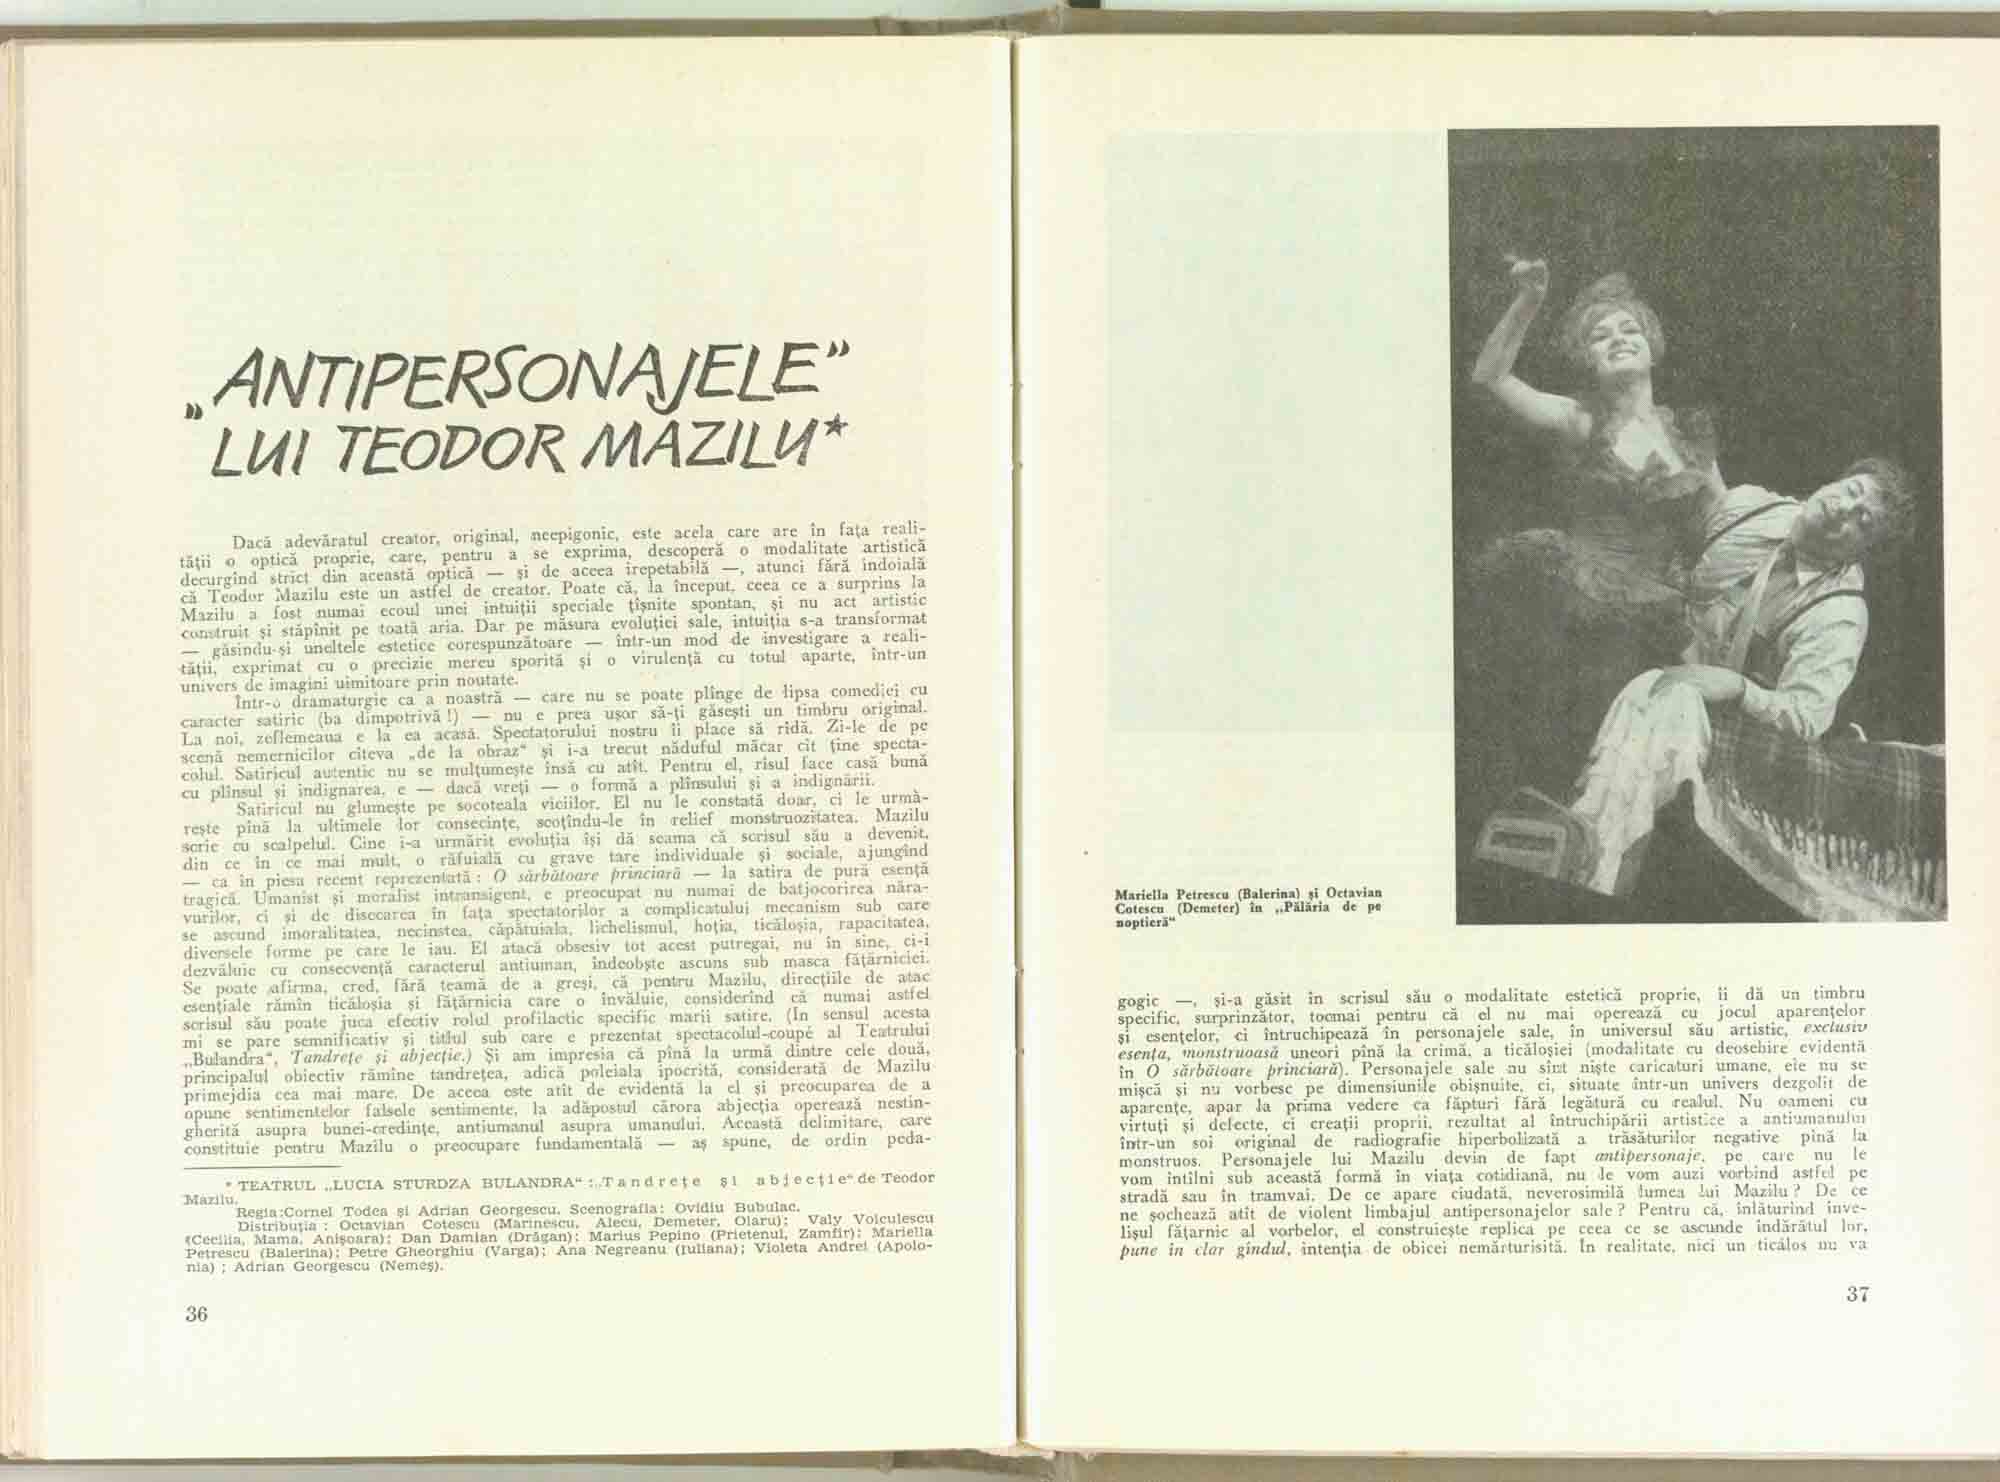 „ANTIPERSONAJELE”
LUI TEODOR MAZILU*
Dacă adevăratul creator, original, neepigonic, este acela care are în fața reali-
tății o optică proprie, care, pentru a se exprima, descoperă o modalitate artistică
decurgînd strict din această optică — și de aceea irepetabilă —, atunci fără îndoială
că Teodor Mazilu este un astfel de creator. Poate că, la început, ceea ce a surprins la
Mazilu a fost numai ecoul unei intuiții speciale țîșnite spontan, și nu act artistic
construit și stăpînit pe toată aria. Dar pe măsura evoluției sale, intuiția s-a transformat
— găsindu-și uneltele estetice corespunzătoare — într-un mod de investigare a reali-
tății, exprimat cu o precizie mereu sporită și o virulență cu totul aparte, într-un
univers de imagini uimitoare prin noutate.
Într-o dramaturgie ca a noastră — care nu se poate plînge de lipsa comediei cu
caracter satiric (ba dimpotrivă !) — nu e prea ușor să-ți găsești un timbru original.
La noi, zeflemeaua e la ea acasă. Spectatorului nostru îi place să rîdă. Zi-le de pe
scenă nemernicilor cîteva „de la obraz“ și i-a trecut năduful măcar cît ține specta-
colul. Satiricul autentic nu se mulțumește însă cu atît. Pentru el, rîsul face casă bună
cu plînsul și indignarea, e — dacă vreți — o formă a plînsului și a indignării.
Satiricul nu glumește pe socoteala viciilor. El nu le constată doar, ci le urmă-
rește pînă la ultimele lor consecințe, scoțîndu-le în relief monstruozitatea. Mazilu
scrie cu scalpelul. Cine i-a urmărit evoluția își dă seama că scrisul său a devenit,
din ce în ce mai mult, o răfuială cu grave tare individuale și sociale, ajungînd
— ca în piesa recent reprezentată : O sărbătoare princiară — la satira de pură esență
tragică. Umanist și moralist intransigent, e preocupat nu numai de batjocorirea năra-
vurilor, ci și de disecarea în fața spectatorilor a complicatului mecanism sub care
se ascund imoralitatea, necinstea, căpătuiala, lichelismul, hoția, ticăloșia, rapacitatea,
diversele forme pe care le iau. El atacă obsesiv tot acest putregai, nu în sine, ci-i
dezvăluie cu consecvență caracterul antiuman, îndeobște ascuns sub masca fățărniciei.
Se poate afirma, cred, fără teamă de a greși, că pentru Mazilu, direcțiile de atac
esențiale rămîn ticăloșia și fățărnicia care o învăluie, considerînd că numai astfel
scrisul său poate juca efectiv rolul profilactic specific marii satire. (În sensul acesta
mi se pare semnificativ și titlul sub care e prezentat spectacolul-coupé al Teatrului
„Bulandra“, Tandrețe și abjecție.) Și am impresia că pînă la urmă dintre cele două,
principalul obiectiv rămîne tandrețea, adică poleiala ipocrită, considerată de Mazilu
primejdia cea mai mare. De aceea este atît de evidentă la el și preocuparea de a
opune sentimentelor falsele sentimente, la adăpostul cărora abjecția operează nestin-
gherită asupra bunei-credințe, antiumanul asupra umanului. Această delimitare, care
constituie pentru Mazilu o preocupare fundamentală — aș spune, de ordin peda-
* TEATRUL „LUCIA STURDZA BULANDRA“ : „Tandrețe și abjecție“ de Teodor
Mazilu.
Regia: Cornel Todea și Adrian Georgescu. Scenografia: Ovidiu Bubulac.
Distribuția : Octavian Cotescu (Marinescu, Alecu, Demeter, Olaru); Valy Voiculescu
(Cecilia, Mama, Anișoara); Dan Damian (Drăgan); Marius Pepino (Prietenul, Zamfir); Mariella
Petrescu (Balerina); Petre Gheorghiu (Varga); Ana Negreanu (Iuliana); Violeta Andrei (Apolo-
nia) ; Adrian Georgescu (Nemeș).
36
Mariella Petrescu (Balerina) și Octavian
Cotescu (Demeter) în „Pălăria de pe
noptieră“
gogic —, și-a găsit în scrisul său o modalitate estetică proprie, îi dă un timbru
specific, surprinzător, tocmai pentru că el nu mai operează cu jocul aparențelor
și esențelor, ci întruchipează în personajele sale, în universul său artistic, exclusiv
esența, monstruoasă uneori pînă la crimă, a ticăloșiei (modalitate cu deosebire evidentă
în O sărbătoare princiară). Personajele sale nu sînt niște caricaturi umane, ele nu se
mișcă și nu vorbesc pe dimensiunile obișnuite, ci, situate într-un univers dezgolit de
aparențe, apar la prima vedere ca făpturi fără legătură cu realul. Nu oameni cu
virtuți și defecte, ci creații proprii, rezultat al întruchipării artistice a antiumanului
într-un soi original de radiografie hiperbolizată a trăsăturilor negative pînă la
monstruos. Personajele lui Mazilu devin de fapt antipersonaje, pe care nu le
vom întîlni sub această formă în viața cotidiană, nu le vom auzi vorbind astfel pe
stradă sau în tramvai. De ce apare ciudată, neverosimilă lumea lui Mazilu ? De ce
ne șochează atît de violent limbajul antipersonajelor sale ? Pentru că, înlăturînd înve-
lișul fățarnic al vorbelor, el construiește replica pe ceea ce se ascunde îndărătul lor,
pune în clar gîndul, intenția de obicei nemărturisită. În realitate, nici un ticălos nu va
37